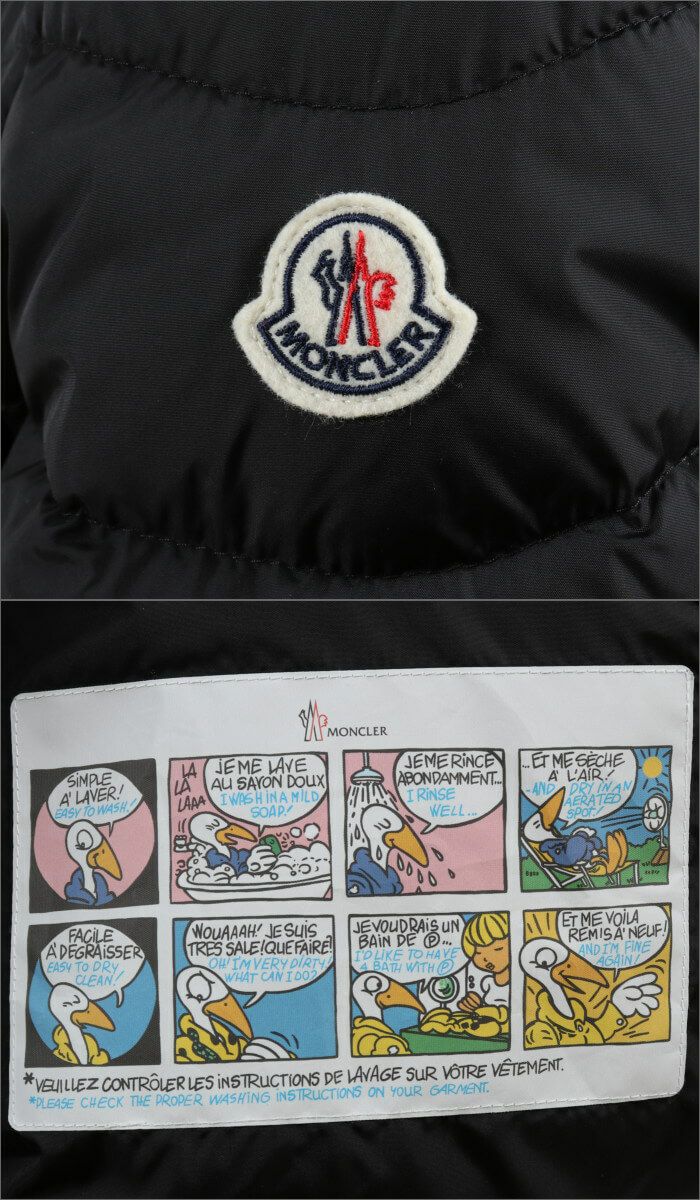 MONCLER
MONCLER
SIMPLE
A' LAVER!
EASY TO WASH!
LA
LA
LAAA
JE ME LAVE
AU SAVON DOUX
I WASH IN A MILD
SOAP!
JE ME RINCE
ABONDAMMENT...
I RINSE
WELL...
...ET ME SÈCHE
À L'AIR!
...AND I DRY IN AN
AERATED
SPOT!
FACILE
A' DÉGRAISSER
EASY TO DRY
CLEAN!
WOUAAAH! JE SUIS
TRES SALE! QUE FAIRE?
OH! I'M VERY DIRTY!
WHAT CAN I DO?
JE VOUDRAIS UN
BAIN DE Ⓟ...
I'D LIKE TO HAVE
A BATH WITH Ⓟ
ET ME VOILA
REMIS A' NEUF!
AND I'M FINE
AGAIN!
*VEUILLEZ CONTRÔLER LES INSTRUCTIONS DE LAVAGE SUR VÔTRE VÊTEMENT.
*PLEASE CHECK THE PROPER WASHING INSTRUCTIONS ON YOUR GARMENT.